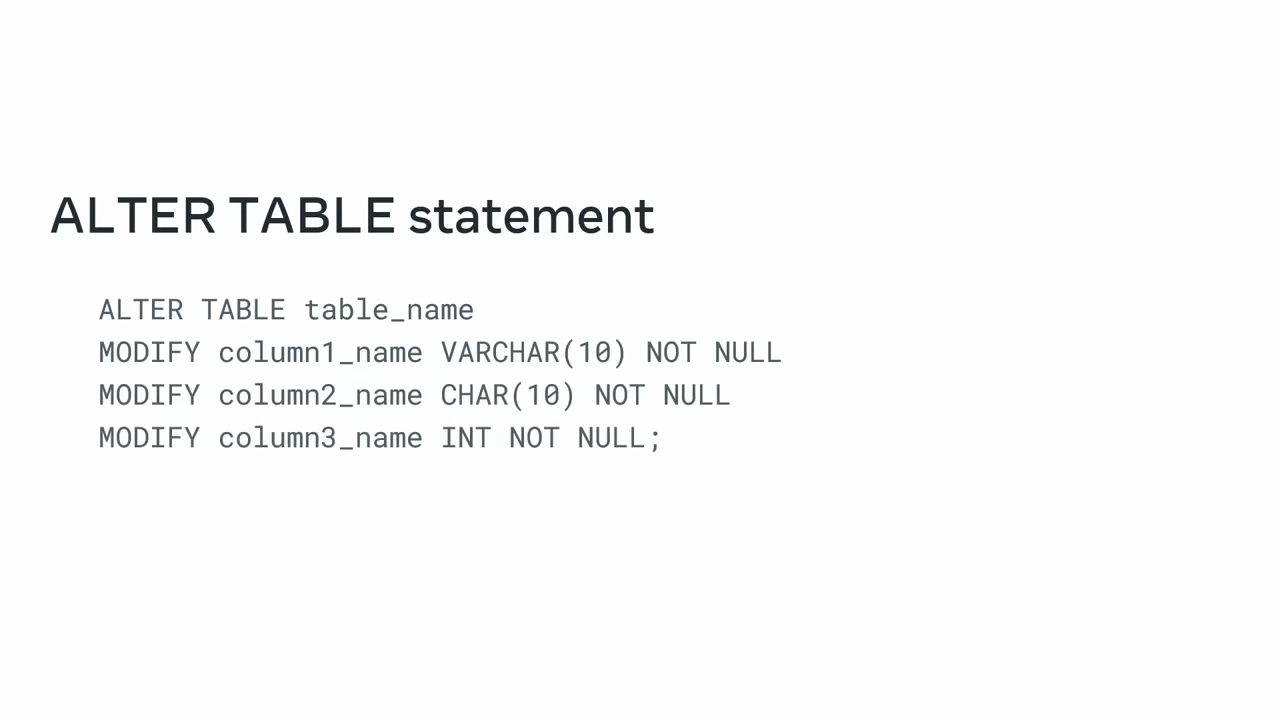 ALTER TABLE statement
ALTER TABLE table_name
MODIFY column1_name VARCHAR(10) NOT NULL
MODIFY column2_name CHAR(10) NOT NULL
MODIFY column3_name INT NOT NULL;